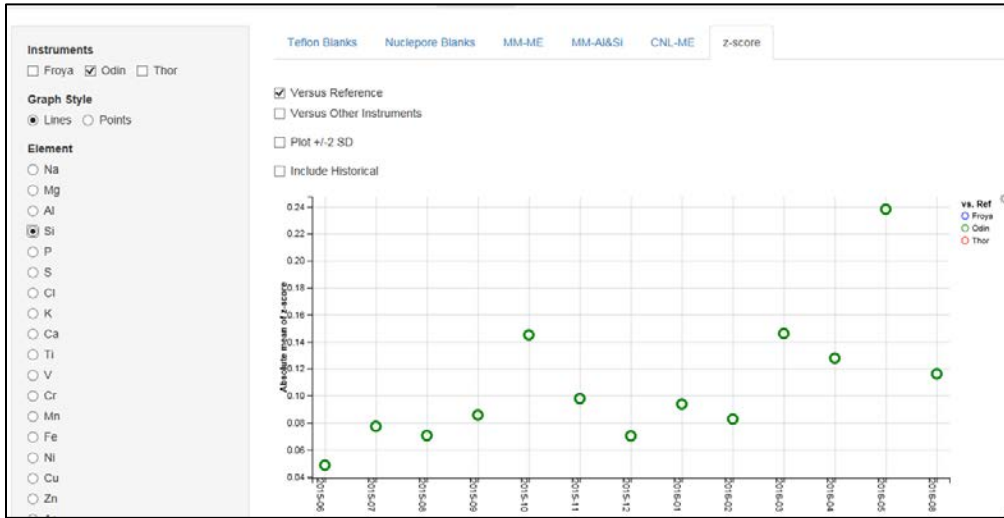 Instruments
Froya Odin Thor
Graph Style
Lines Points
Element
Na
Mg
Al
Si
P
S
Cl
K
Ca
Ti
V
Cr
Mn
Fe
Ni
Cu
Zn
Teflon Blanks Nuclepore Blanks MM-ME MM-Al&Si CNL-ME z-score
Versus Reference
Versus Other Instruments
Plot +/-2 SD
Include Historical
Absolute mean of z-score
0.24
0.22
0.20
0.18
0.16
0.14
0.12
0.10
0.08
0.06
0.04
2015-06 2015-07 2015-08 2015-09 2015-10 2015-11 2015-12 2016-01 2016-02 2016-03 2016-04 2016-05 2016-08
vs. Ref
Froya
Odin
Thor